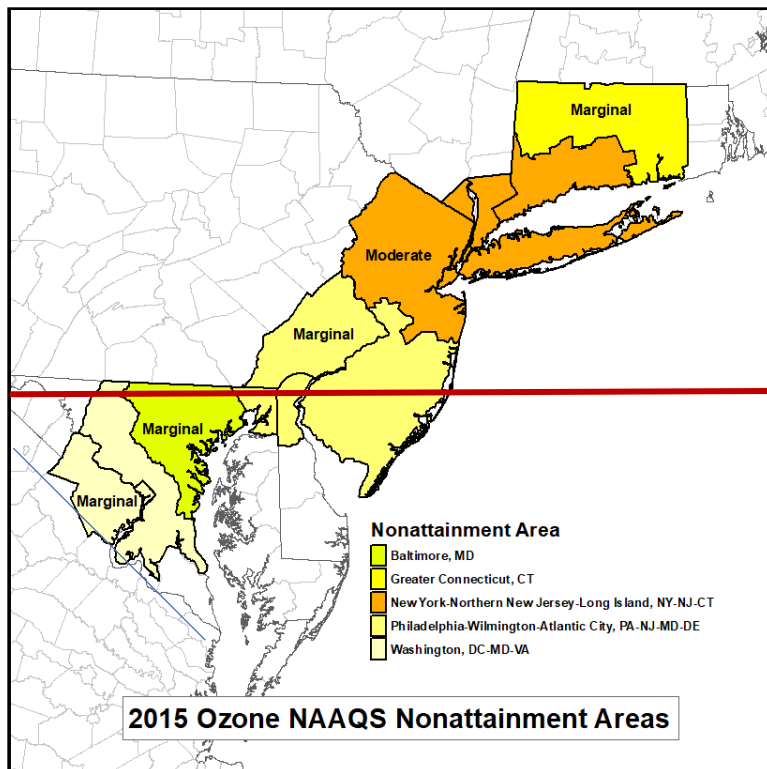 Marginal
Moderate
Marginal
Marginal
Marginal
Nonattainment Area
Baltimore, MD
Greater Connecticut, CT
New York-Northern New Jersey-Long Island, NY-NJ-CT
Philadelphia-Wilmington-Atlantic City, PA-NJ-MD-DE
Washington, DC-MD-VA
2015 Ozone NAAQS Nonattainment Areas